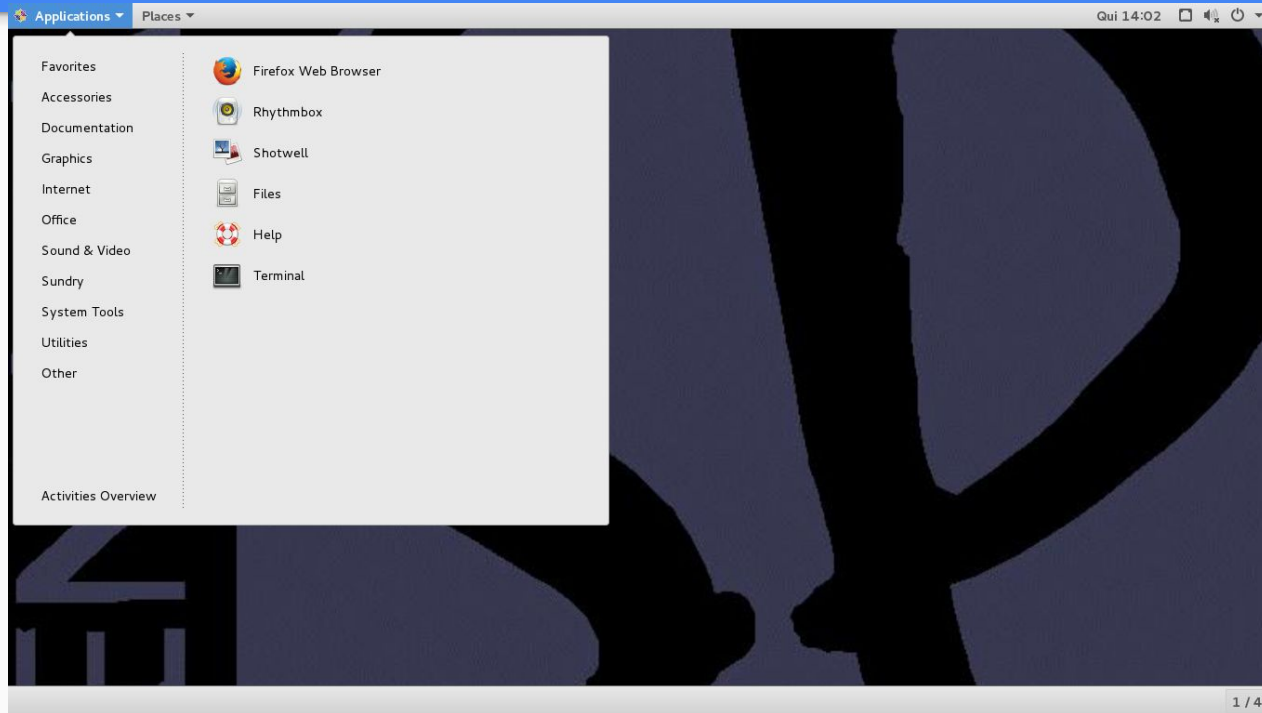 Applications Places Qui 14:02
Favorites
Accessories
Documentation
Graphics
Internet
Office
Sound & Video
Sundry
System Tools
Utilities
Other
Activities Overview
Firefox Web Browser
Rhythmbox
Shotwell
Files
Help
Terminal
1 / 4